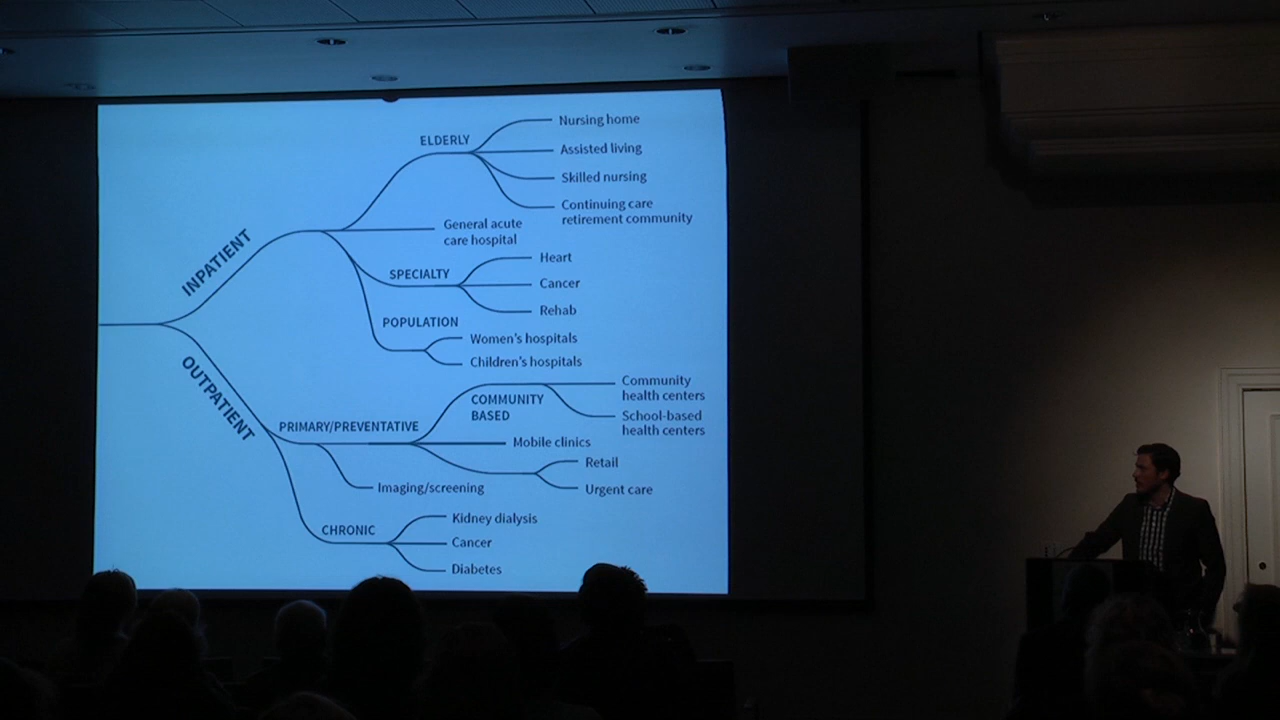 INPATIENT
ELDERLY
Nursing home
Assisted living
Skilled nursing
Continuing care
retirement community
General acute
care hospital
SPECIALTY
Heart
Cancer
Rehab
POPULATION
Women's hospitals
Children's hospitals
OUTPATIENT
PRIMARY/PREVENTATIVE
COMMUNITY
BASED
Community
health centers
School-based
health centers
Mobile clinics
Retail
Urgent care
Imaging/screening
CHRONIC
Kidney dialysis
Cancer
Diabetes